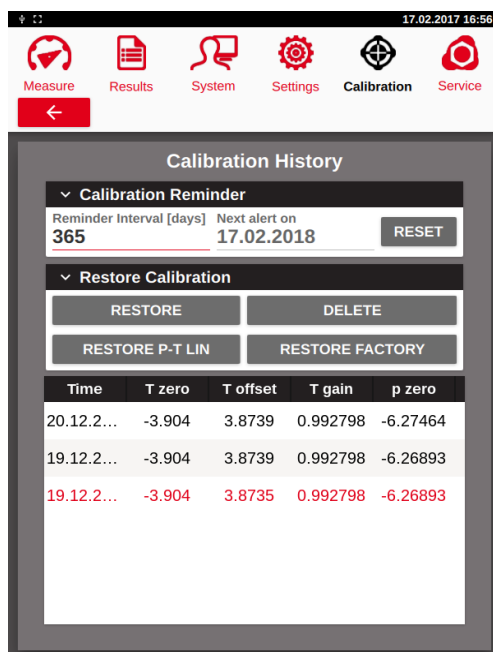 17.02.2017 16:56
Measure Results System Settings Calibration Service
Calibration History
Calibration Reminder
Reminder Interval [days] Next alert on
365 17.02.2018 RESET
Restore Calibration
RESTORE DELETE
RESTORE P-T LIN RESTORE FACTORY
Time T zero T offset T gain p zero
20.12.2... -3.904 3.8739 0.992798 -6.27464
19.12.2... -3.904 3.8739 0.992798 -6.26893
19.12.2... -3.904 3.8735 0.992798 -6.26893